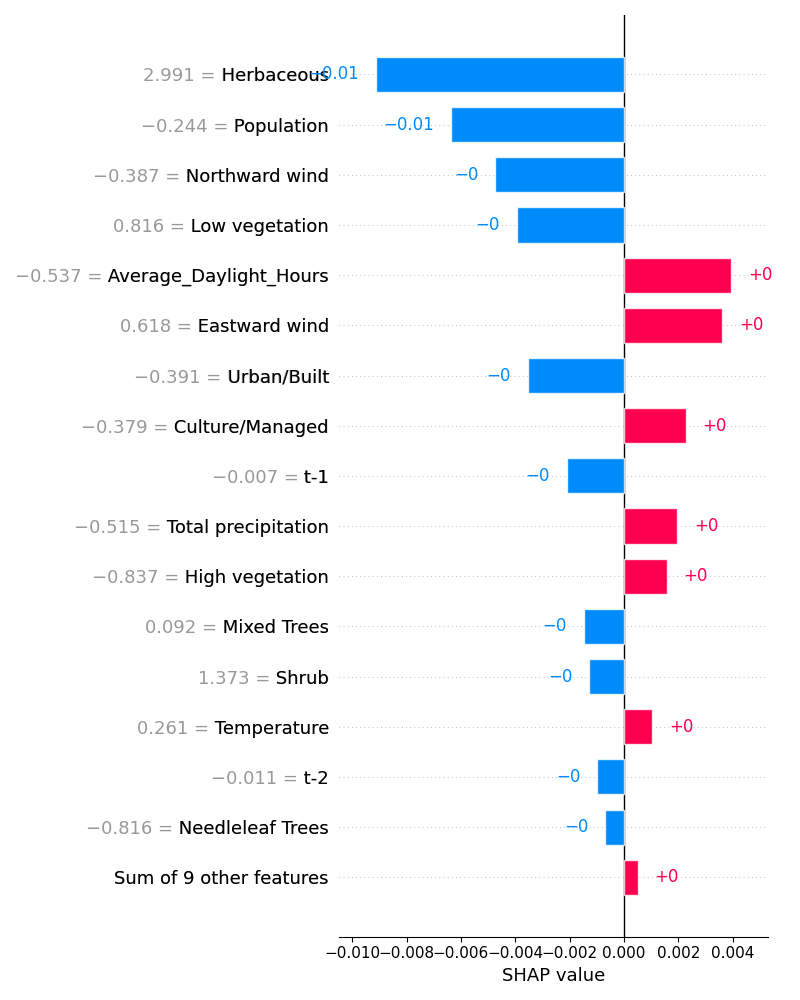 2.991 = Herbaceous −0.01
−0.244 = Population −0.01
−0.387 = Northward wind −0
0.816 = Low vegetation −0
−0.537 = Average_Daylight_Hours +0
0.618 = Eastward wind +0
−0.391 = Urban/Built −0
−0.379 = Culture/Managed +0
−0.007 = t-1 −0
−0.515 = Total precipitation +0
−0.837 = High vegetation +0
0.092 = Mixed Trees −0
1.373 = Shrub −0
0.261 = Temperature +0
−0.011 = t-2 −0
−0.816 = Needleleaf Trees −0
Sum of 9 other features +0
−0.010 −0.008 −0.006 −0.004 −0.002 0.000 0.002 0.004
SHAP value